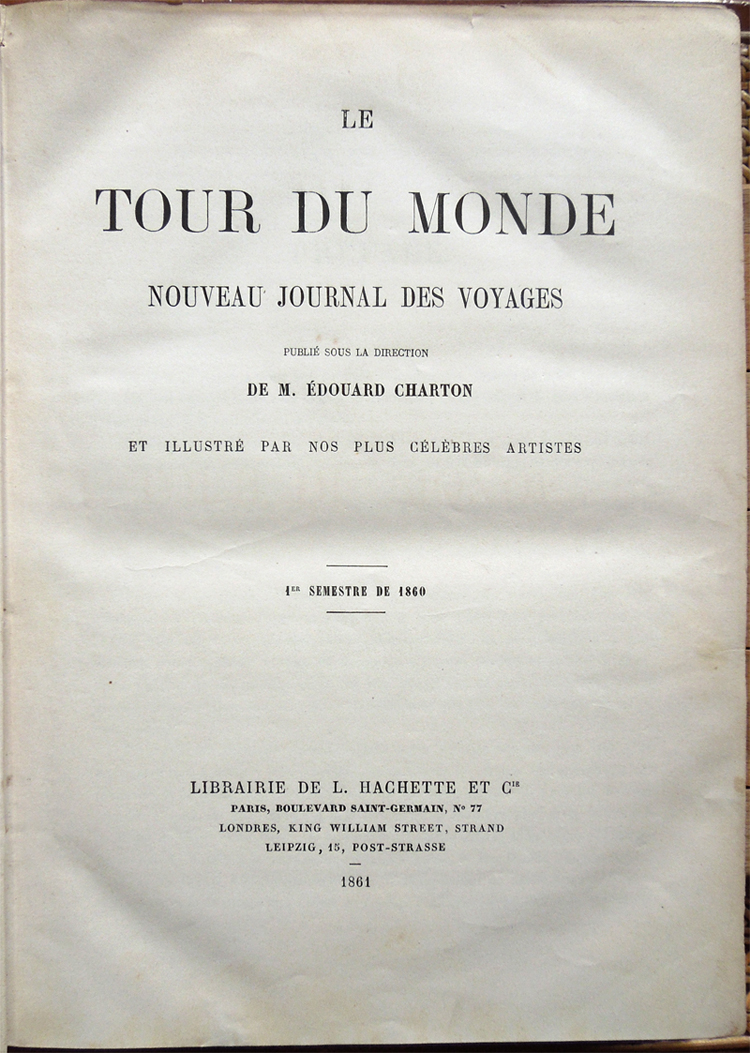 LE
TOUR DU MONDE
NOUVEAU JOURNAL DES VOYAGES
PUBLIÉ SOUS LA DIRECTION
DE M. ÉDOUARD CHARTON
ET ILLUSTRÉ PAR NOS PLUS CÉLÈBRES ARTISTES
1ER SEMESTRE DE 1860
LIBRAIRIE DE L. HACHETTE ET CIE
PARIS, BOULEVARD SAINT-GERMAIN, No 77
LONDRES, KING WILLIAM STREET, STRAND
LEIPZIG, 15, POST-STRASSE
1861